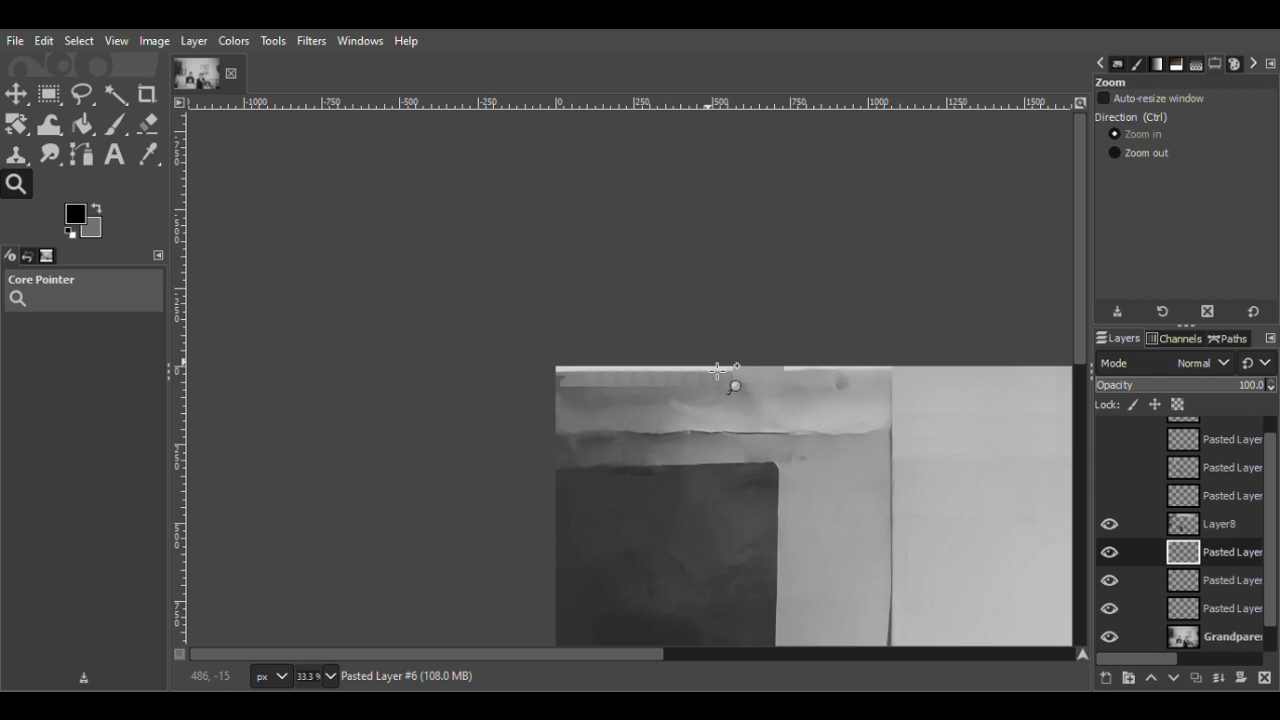 File Edit Select View Image Layer Colors Tools Filters Windows Help
-1000 -750 -500 -250 0 250 500 750 1000 1250 1500
Zoom
Auto-resize window
Direction (Ctrl)
Zoom in
Zoom out
Core Pointer
Layers Channels Paths
Mode Normal
Opacity 100.0
Lock:
Pasted Layer
Pasted Layer
Pasted Layer
Layer8
Pasted Layer
Pasted Layer
Pasted Layer
Grandparen
486, -15 px 33.3 % Pasted Layer #6 (108.0 MB)